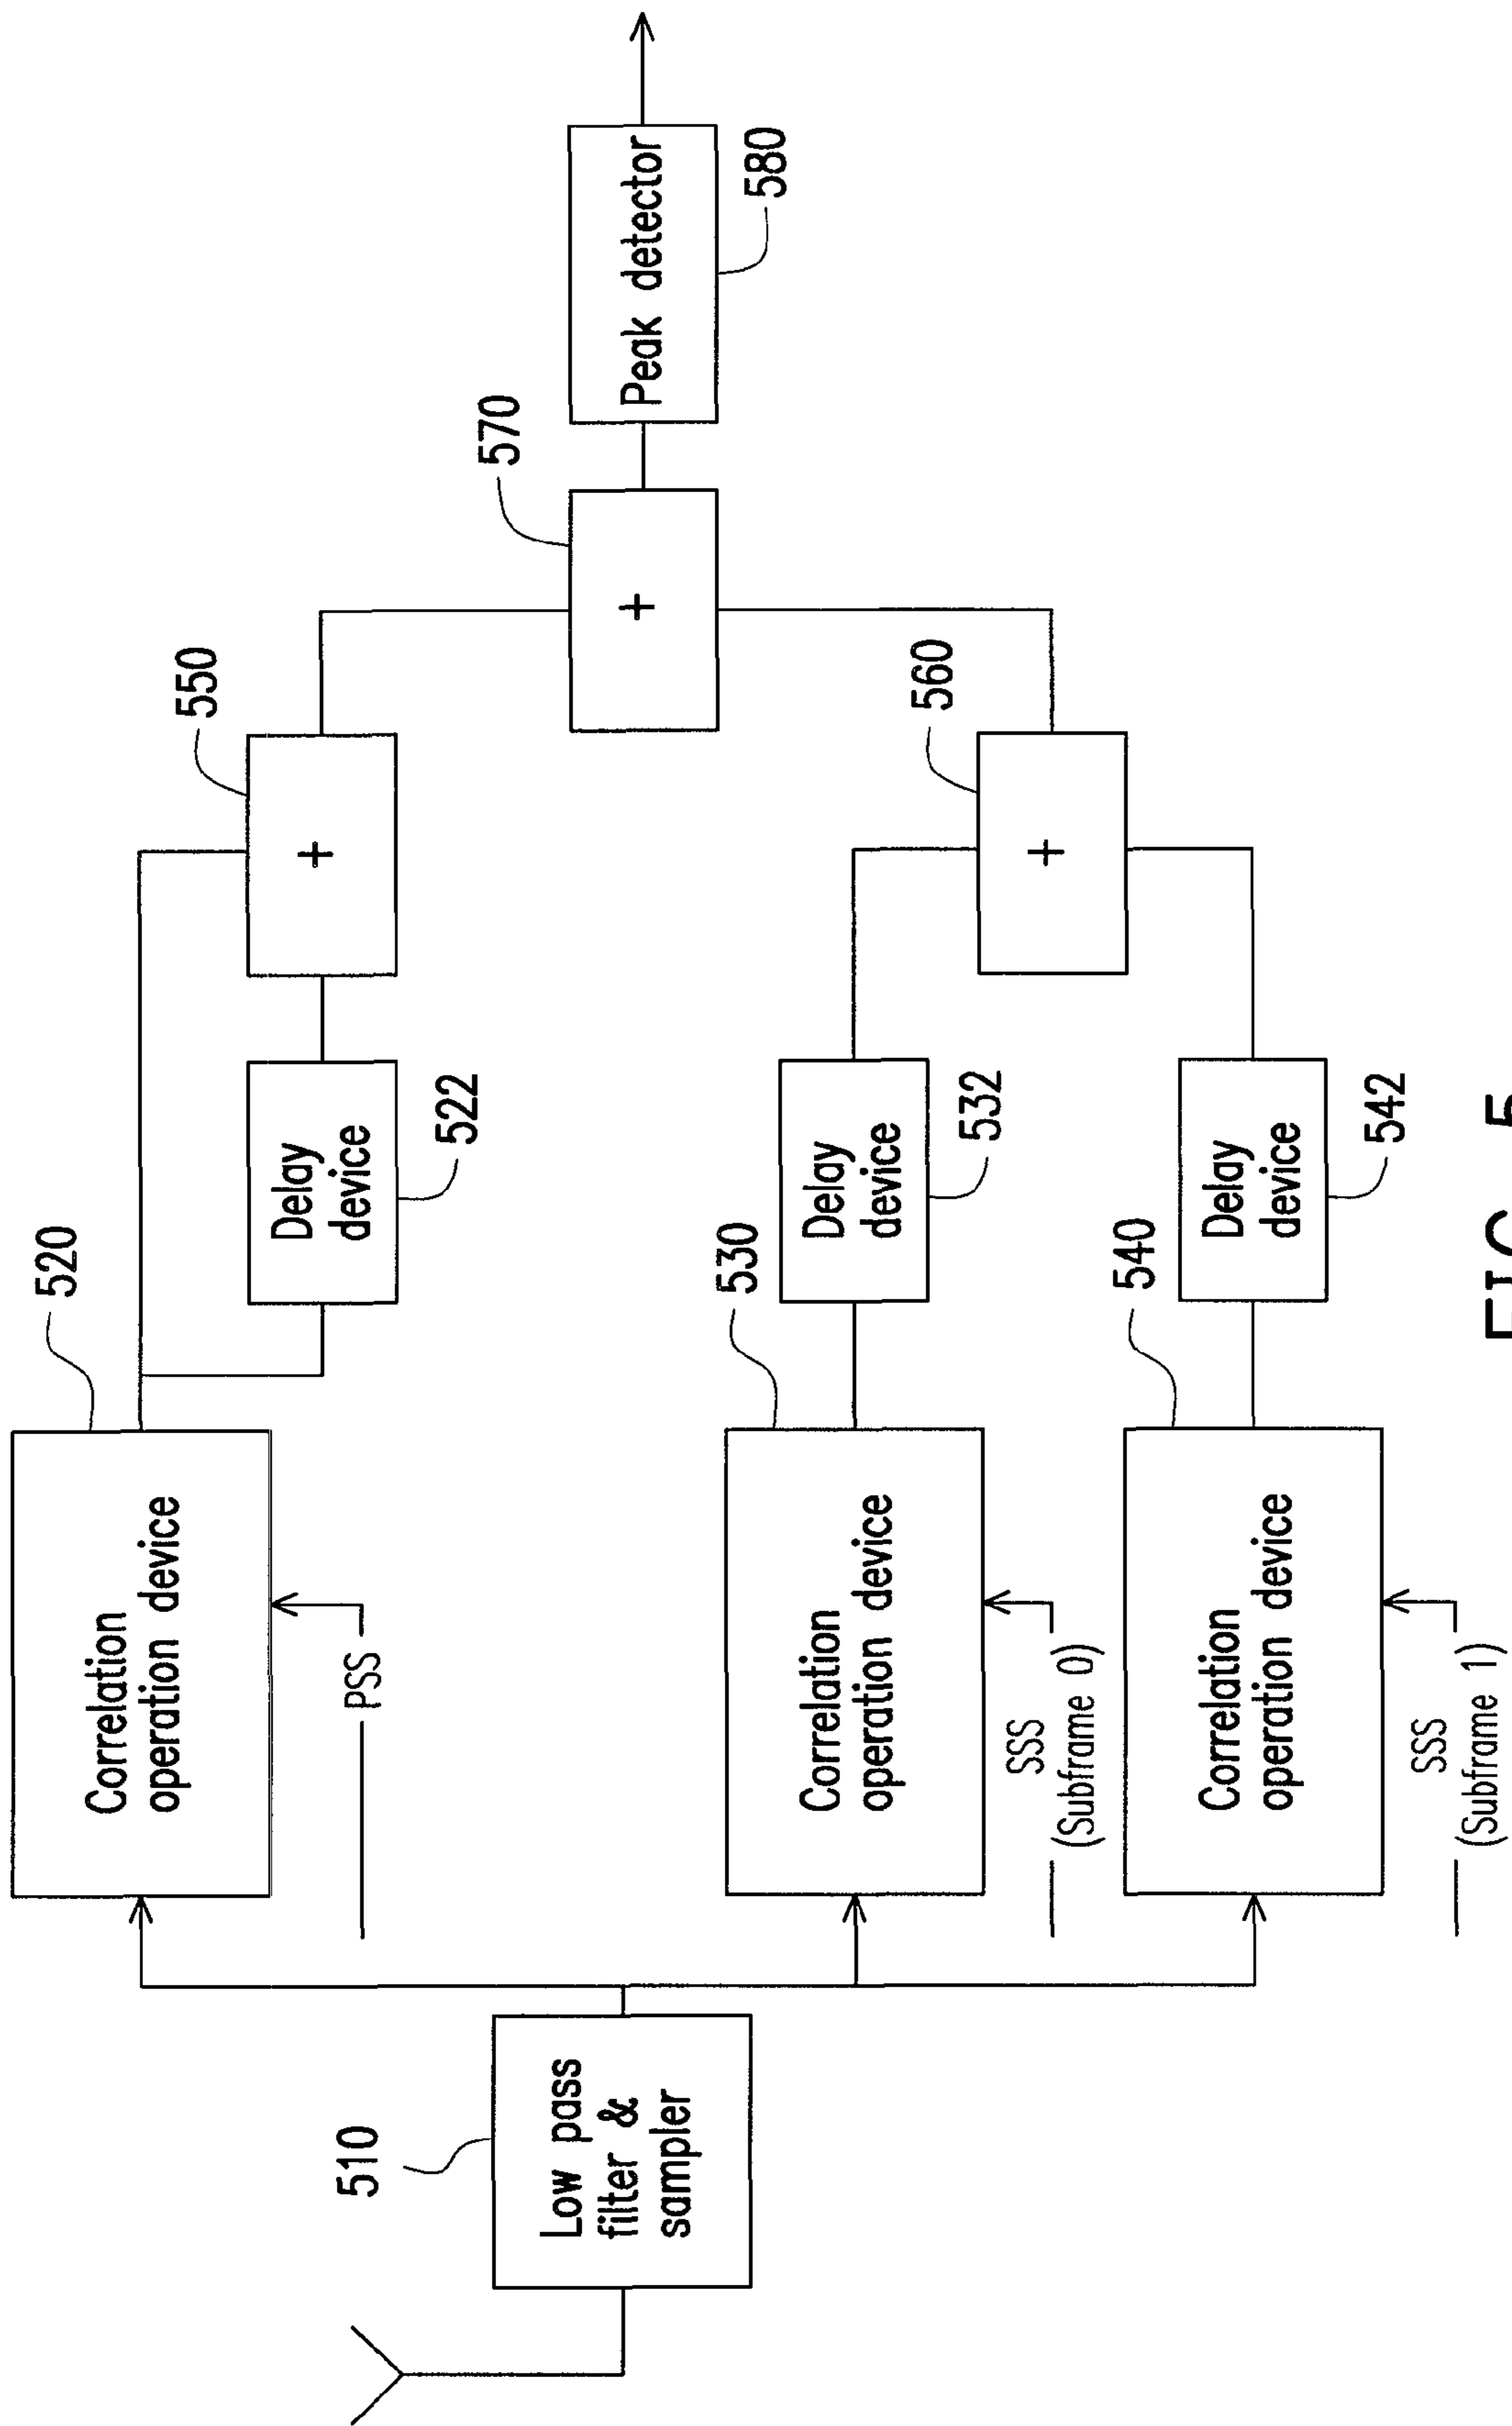 510
Low pass
filter &
sampler
520
Correlation
operation device
PSS
Delay
device
522
550
+
530
Correlation
operation device
SSS
(Subframe 0)
Delay
device
532
540
Correlation
operation device
SSS
(Subframe 1)
Delay
device
542
560
+
570
+
Peak detector
580
FIG. 5